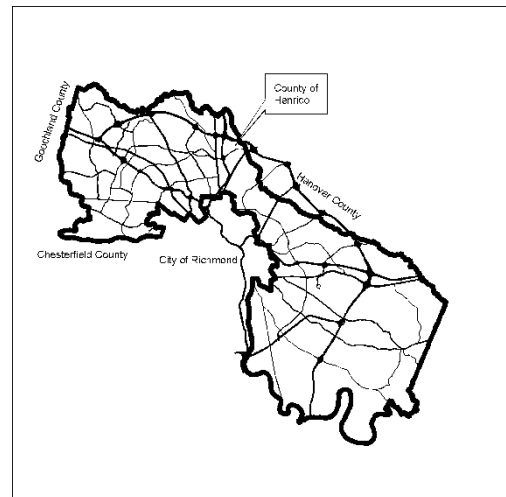 County of
Henrico
Goochland County
Hanover County
Chesterfield County
City of Richmond